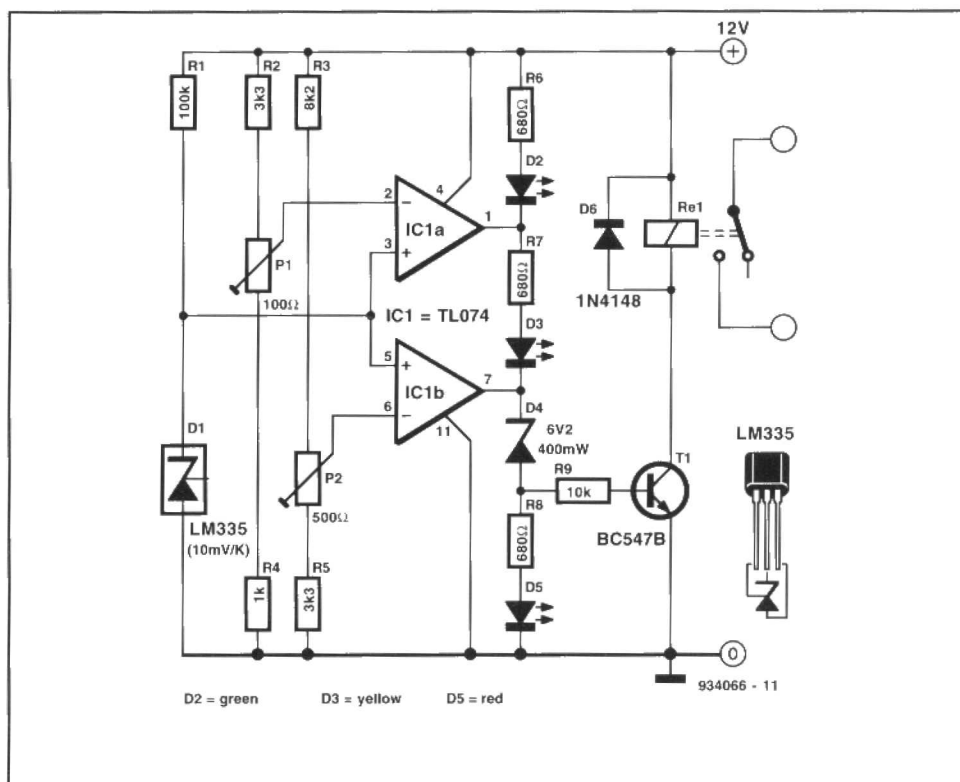 12V
+
R1
R2
R3
100k
3k3
8k2
R6
680Ω
D2
2
4
−
IC1a
1
3
+
P1
100Ω
IC1 = TL074
R7
680Ω
D3
D6
Re1
1N4148
5
+
7
IC1b
6
−
11
D4
6V2
400mW
D1
LM335
(10mV/K)
P2
500Ω
R9
10k
T1
BC547B
LM335
R8
680Ω
D5
R4
1k
R5
3k3
0
934066 - 11
D2 = green D3 = yellow D5 = red